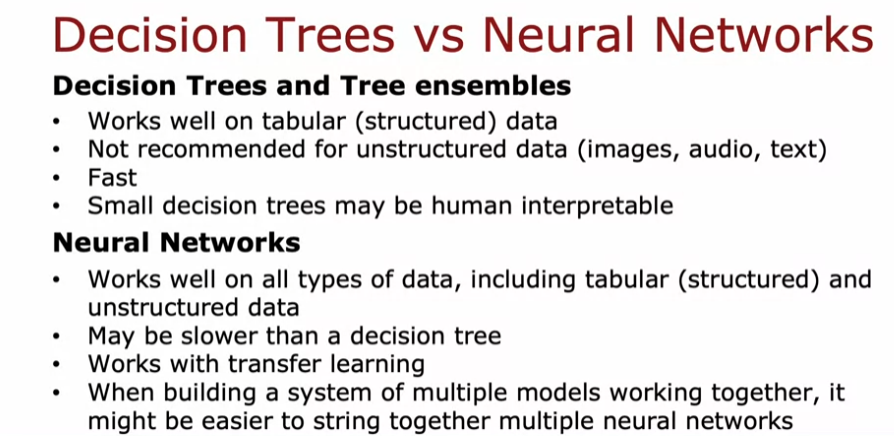 Decision Trees vs Neural Networks
Decision Trees and Tree ensembles
• Works well on tabular (structured) data
• Not recommended for unstructured data (images, audio, text)
• Fast
• Small decision trees may be human interpretable
Neural Networks
• Works well on all types of data, including tabular (structured) and
unstructured data
• May be slower than a decision tree
• Works with transfer learning
• When building a system of multiple models working together, it
might be easier to string together multiple neural networks